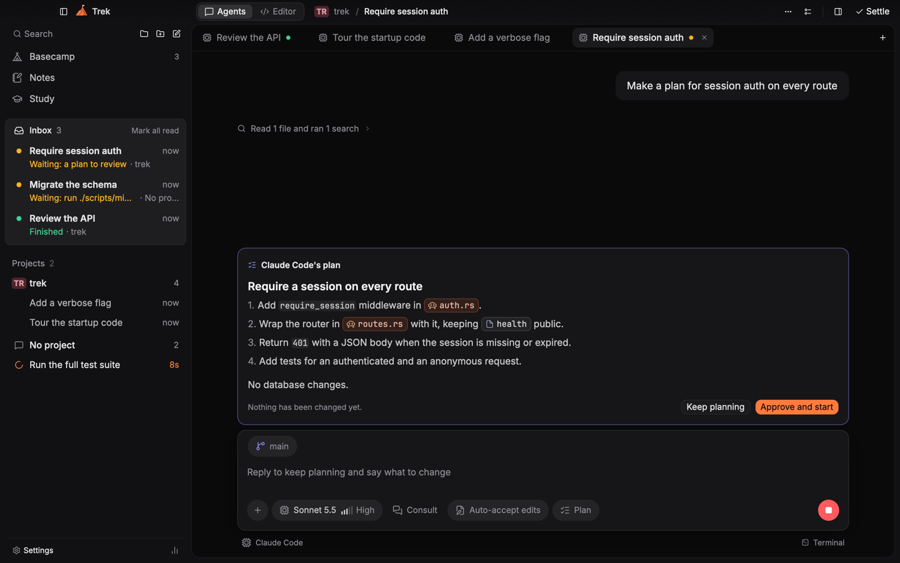 Trek
Agents
Editor
TR trek / Require session auth
Settle
Search
Basecamp 3
Notes
Study
Inbox 3
Mark all read
Require session auth now
Waiting: a plan to review · trek
Migrate the schema now
Waiting: run ./scripts/mi... · No pro...
Review the API now
Finished · trek
Projects 2
TR trek 4
Add a verbose flag now
Tour the startup code now
No project 2
Run the full test suite 8s
Settings
Review the API
Tour the startup code
Add a verbose flag
Require session auth
Make a plan for session auth on every route
Read 1 file and ran 1 search
Claude Code's plan
Require a session on every route
1. Add require_session middleware in auth.rs.
2. Wrap the router in routes.rs with it, keeping health public.
3. Return 401 with a JSON body when the session is missing or expired.
4. Add tests for an authenticated and an anonymous request.
No database changes.
Nothing has been changed yet.
Keep planning
Approve and start
main
Reply to keep planning and say what to change
Sonnet 5.5 High
Consult
Auto-accept edits
Plan
Claude Code
Terminal